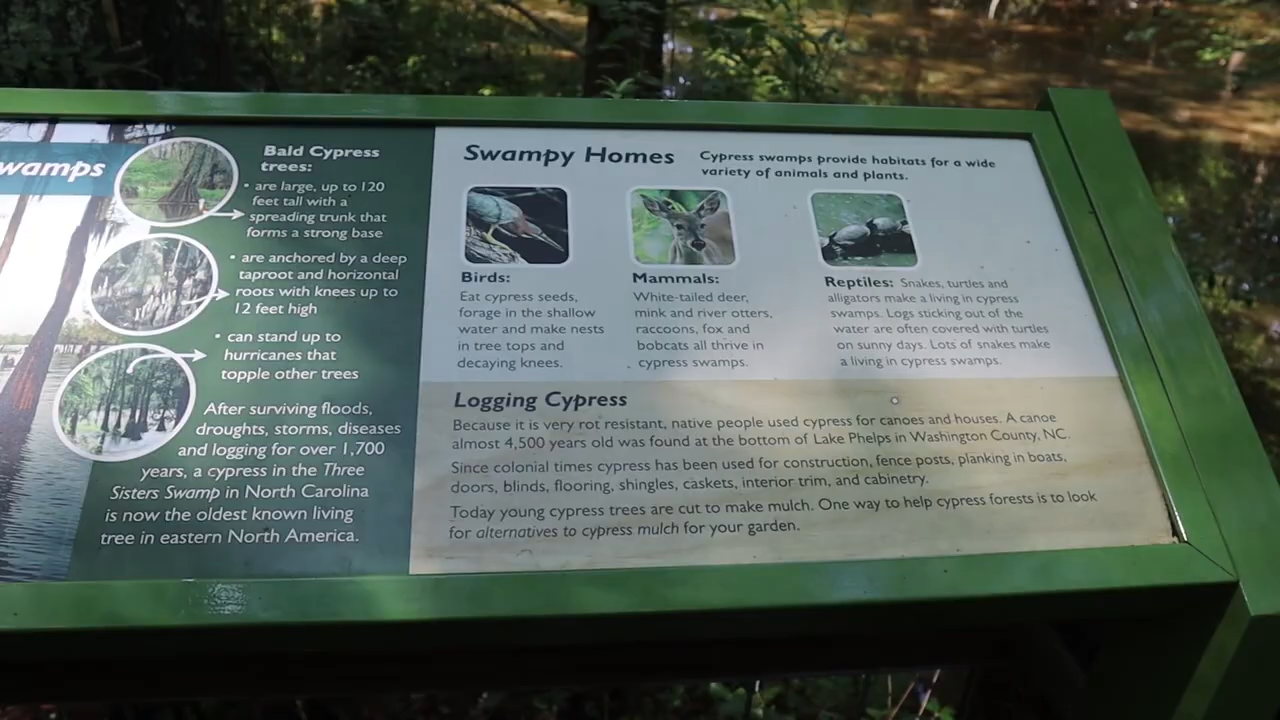 wamps
Bald Cypress
trees:
• are large, up to 120
feet tall with a
spreading trunk that
forms a strong base
• are anchored by a deep
taproot and horizontal
roots with knees up to
12 feet high
• can stand up to
hurricanes that
topple other trees
After surviving floods,
droughts, storms, diseases
and logging for over 1,700
years, a cypress in the Three
Sisters Swamp in North Carolina
is now the oldest known living
tree in eastern North America.
Swampy Homes
Cypress swamps provide habitats for a wide
variety of animals and plants.
Birds:
Eat cypress seeds,
forage in the shallow
water and make nests
in tree tops and
decaying knees.
Mammals:
White-tailed deer,
mink and river otters,
raccoons, fox and
bobcats all thrive in
cypress swamps.
Reptiles: Snakes, turtles and
alligators make a living in cypress
swamps. Logs sticking out of the
water are often covered with turtles
on sunny days. Lots of snakes make
a living in cypress swamps.
Logging Cypress
Because it is very rot resistant, native people used cypress for canoes and houses. A canoe
almost 4,500 years old was found at the bottom of Lake Phelps in Washington County, NC.
Since colonial times cypress has been used for construction, fence posts, planking in boats,
doors, blinds, flooring, shingles, caskets, interior trim, and cabinetry.
Today young cypress trees are cut to make mulch. One way to help cypress forests is to look
for alternatives to cypress mulch for your garden.